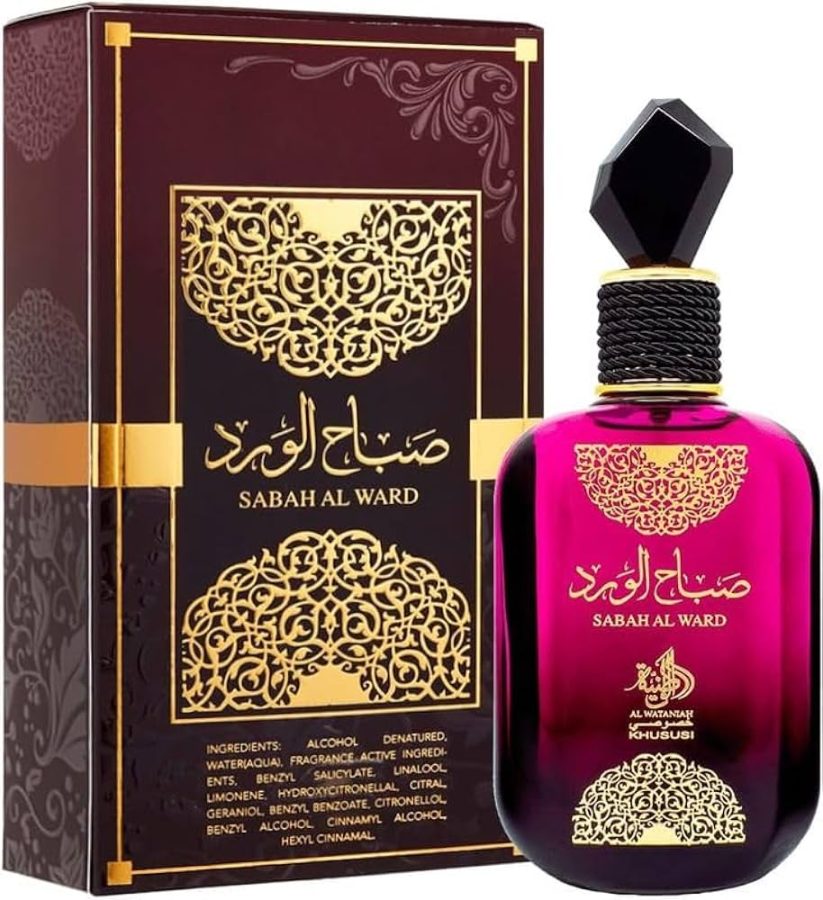 صباح الورد
SABAH AL WARD
INGREDIENTS: ALCOHOL DENATURED,
WATER(AQUA), FRAGRANCE ACTIVE INGREDI-
ENTS, BENZYL SALICYLATE, LINALOOL,
LIMONENE, HYDROXYCITRONELLAL, CITRAL,
GERANIOL, BENZYL BENZOATE, CITRONELLOL,
BENZYL ALCOHOL, CINNAMYL ALCOHOL,
HEXYL CINNAMAL.
صباح الورد
SABAH AL WARD
الوطنية
AL WATANIAH
خصوصي
KHUSUSI